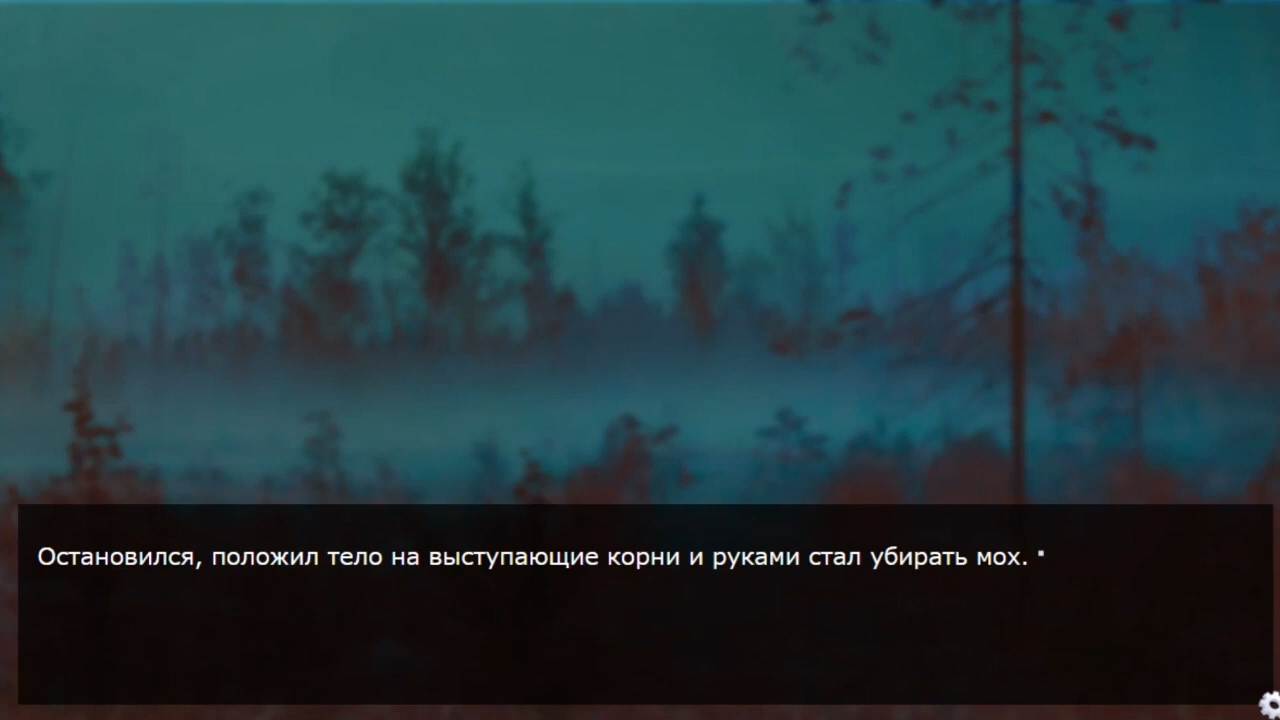 Остановился, положил тело на выступающие корни и руками стал убирать мох.